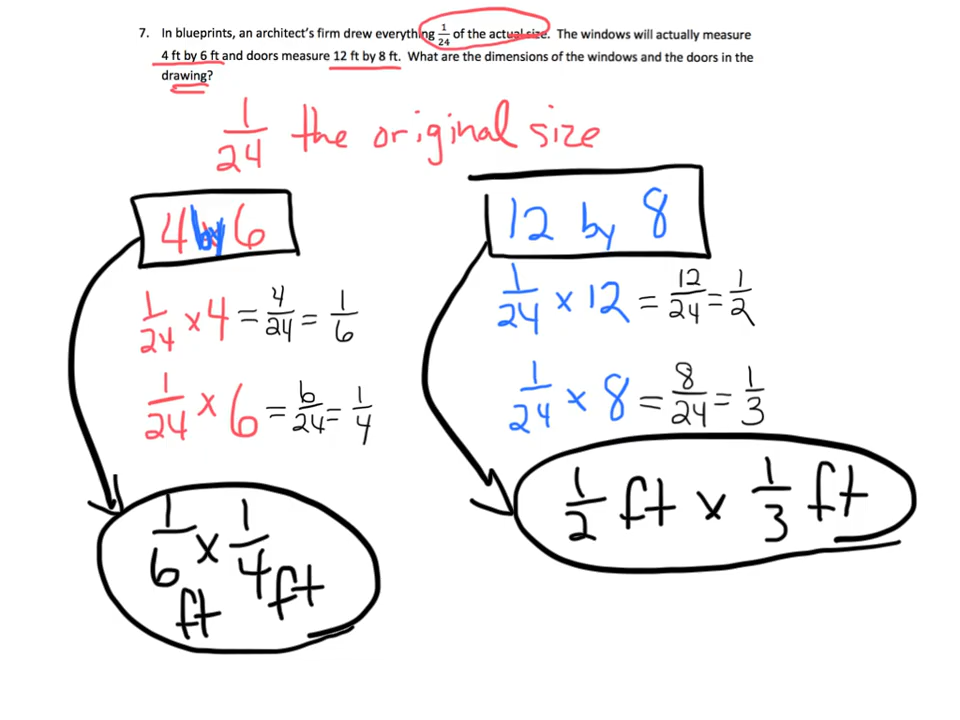 7. In blueprints, an architect's firm drew everything 1/24 of the actual size. The windows will actually measure
4 ft by 6 ft and doors measure 12 ft by 8 ft. What are the dimensions of the windows and the doors in the
drawing?
1/24 the original size
4 by 6
1/24 x 4 = 4/24 = 1/6
1/24 x 6 = 6/24 = 1/4
1/6 ft x 1/4 ft
12 by 8
1/24 x 12 = 12/24 = 1/2
1/24 x 8 = 8/24 = 1/3
1/2 ft x 1/3 ft